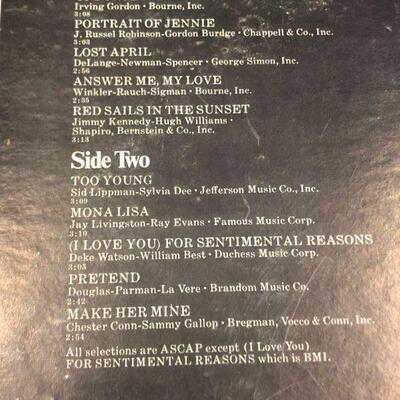 Irving Gordon · Bourne, Inc.
3:08
PORTRAIT OF JENNIE
J. Russel Robinson-Gordon Burdge · Chappell & Co., Inc.
3:03
LOST APRIL
DeLange-Newman-Spencer · George Simon, Inc.
2:56
ANSWER ME, MY LOVE
Winkler-Rauch-Sigman · Bourne, Inc.
2:35
RED SAILS IN THE SUNSET
Jimmy Kennedy-Hugh Williams ·
Shapiro, Bernstein & Co., Inc.
3:13
Side Two
TOO YOUNG
Sid Lippman-Sylvia Dee · Jefferson Music Co., Inc.
3:09
MONA LISA
Jay Livingston-Ray Evans · Famous Music Corp.
3:10
(I LOVE YOU) FOR SENTIMENTAL REASONS
Deke Watson-William Best · Duchess Music Corp.
3:03
PRETEND
Douglas-Parman-La Vere · Brandom Music Co.
2:42
MAKE HER MINE
Chester Conn-Sammy Gallop · Bregman, Vocco & Conn, Inc.
2:54
All selections are ASCAP except (I Love You)
FOR SENTIMENTAL REASONS which is BMI.